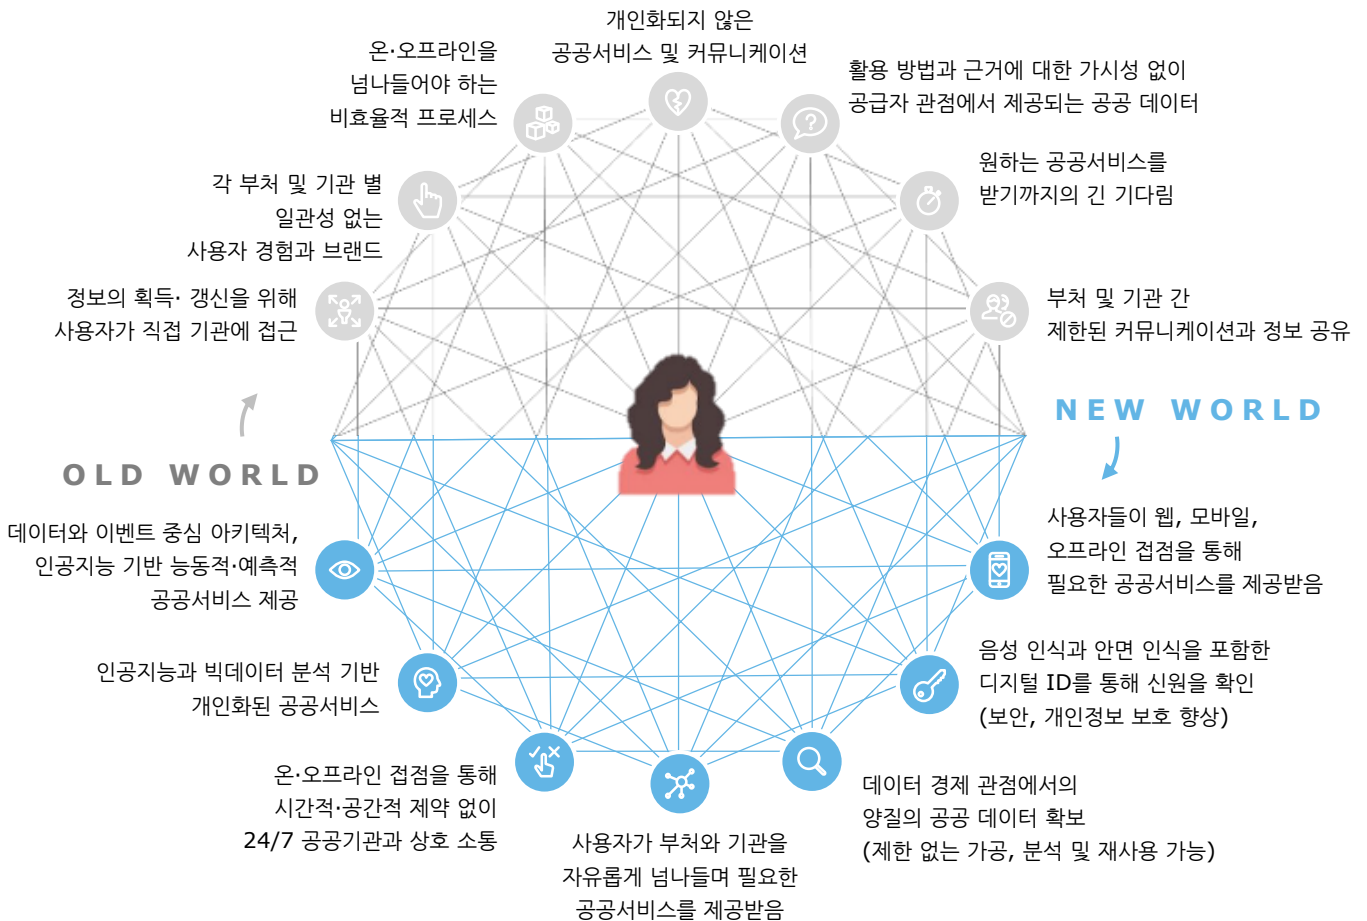 개인화되지 않은
공공서비스 및 커뮤니케이션
온·오프라인을
넘나들어야 하는
비효율적 프로세스
활용 방법과 근거에 대한 가시성 없이
공급자 관점에서 제공되는 공공 데이터
각 부처 및 기관 별
일관성 없는
사용자 경험과 브랜드
원하는 공공서비스를
받기까지의 긴 기다림
정보의 획득· 갱신을 위해
사용자가 직접 기관에 접근
부처 및 기관 간
제한된 커뮤니케이션과 정보 공유
NEW WORLD
OLD WORLD
데이터와 이벤트 중심 아키텍처,
인공지능 기반 능동적·예측적
공공서비스 제공
사용자들이 웹, 모바일,
오프라인 접점을 통해
필요한 공공서비스를 제공받음
인공지능과 빅데이터 분석 기반
개인화된 공공서비스
음성 인식과 안면 인식을 포함한
디지털 ID를 통해 신원을 확인
(보안, 개인정보 보호 향상)
온·오프라인 접점을 통해
시간적·공간적 제약 없이
24/7 공공기관과 상호 소통
사용자가 부처와 기관을
자유롭게 넘나들며 필요한
공공서비스를 제공받음
데이터 경제 관점에서의
양질의 공공 데이터 확보
(제한 없는 가공, 분석 및 재사용 가능)